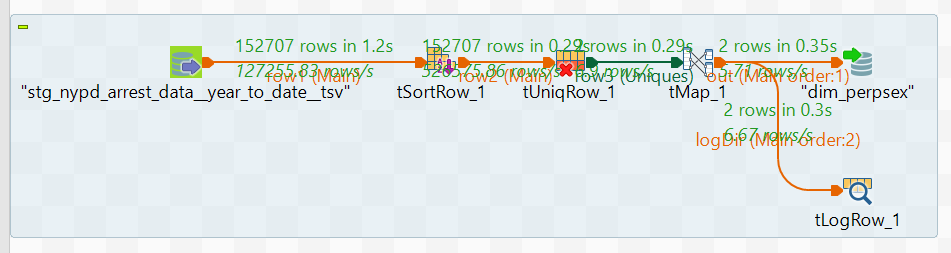 152707 rows in 1.2s
127255.83 rows/s
row1 (Main)
"stg_nypd_arrest_data__year_to_date__tsv"
152707 rows in 0.29s
tSortRow_1
row2 (Main)
rows in 0.29s
tUniqRow_1
row3 (Uniques)
tMap_1
2 rows in 0.35s
5.71 rows/s
out (Main order:1)
"dim_perpsex"
2 rows in 0.3s
6.67 rows/s
(Main order:2)
tLogRow_1